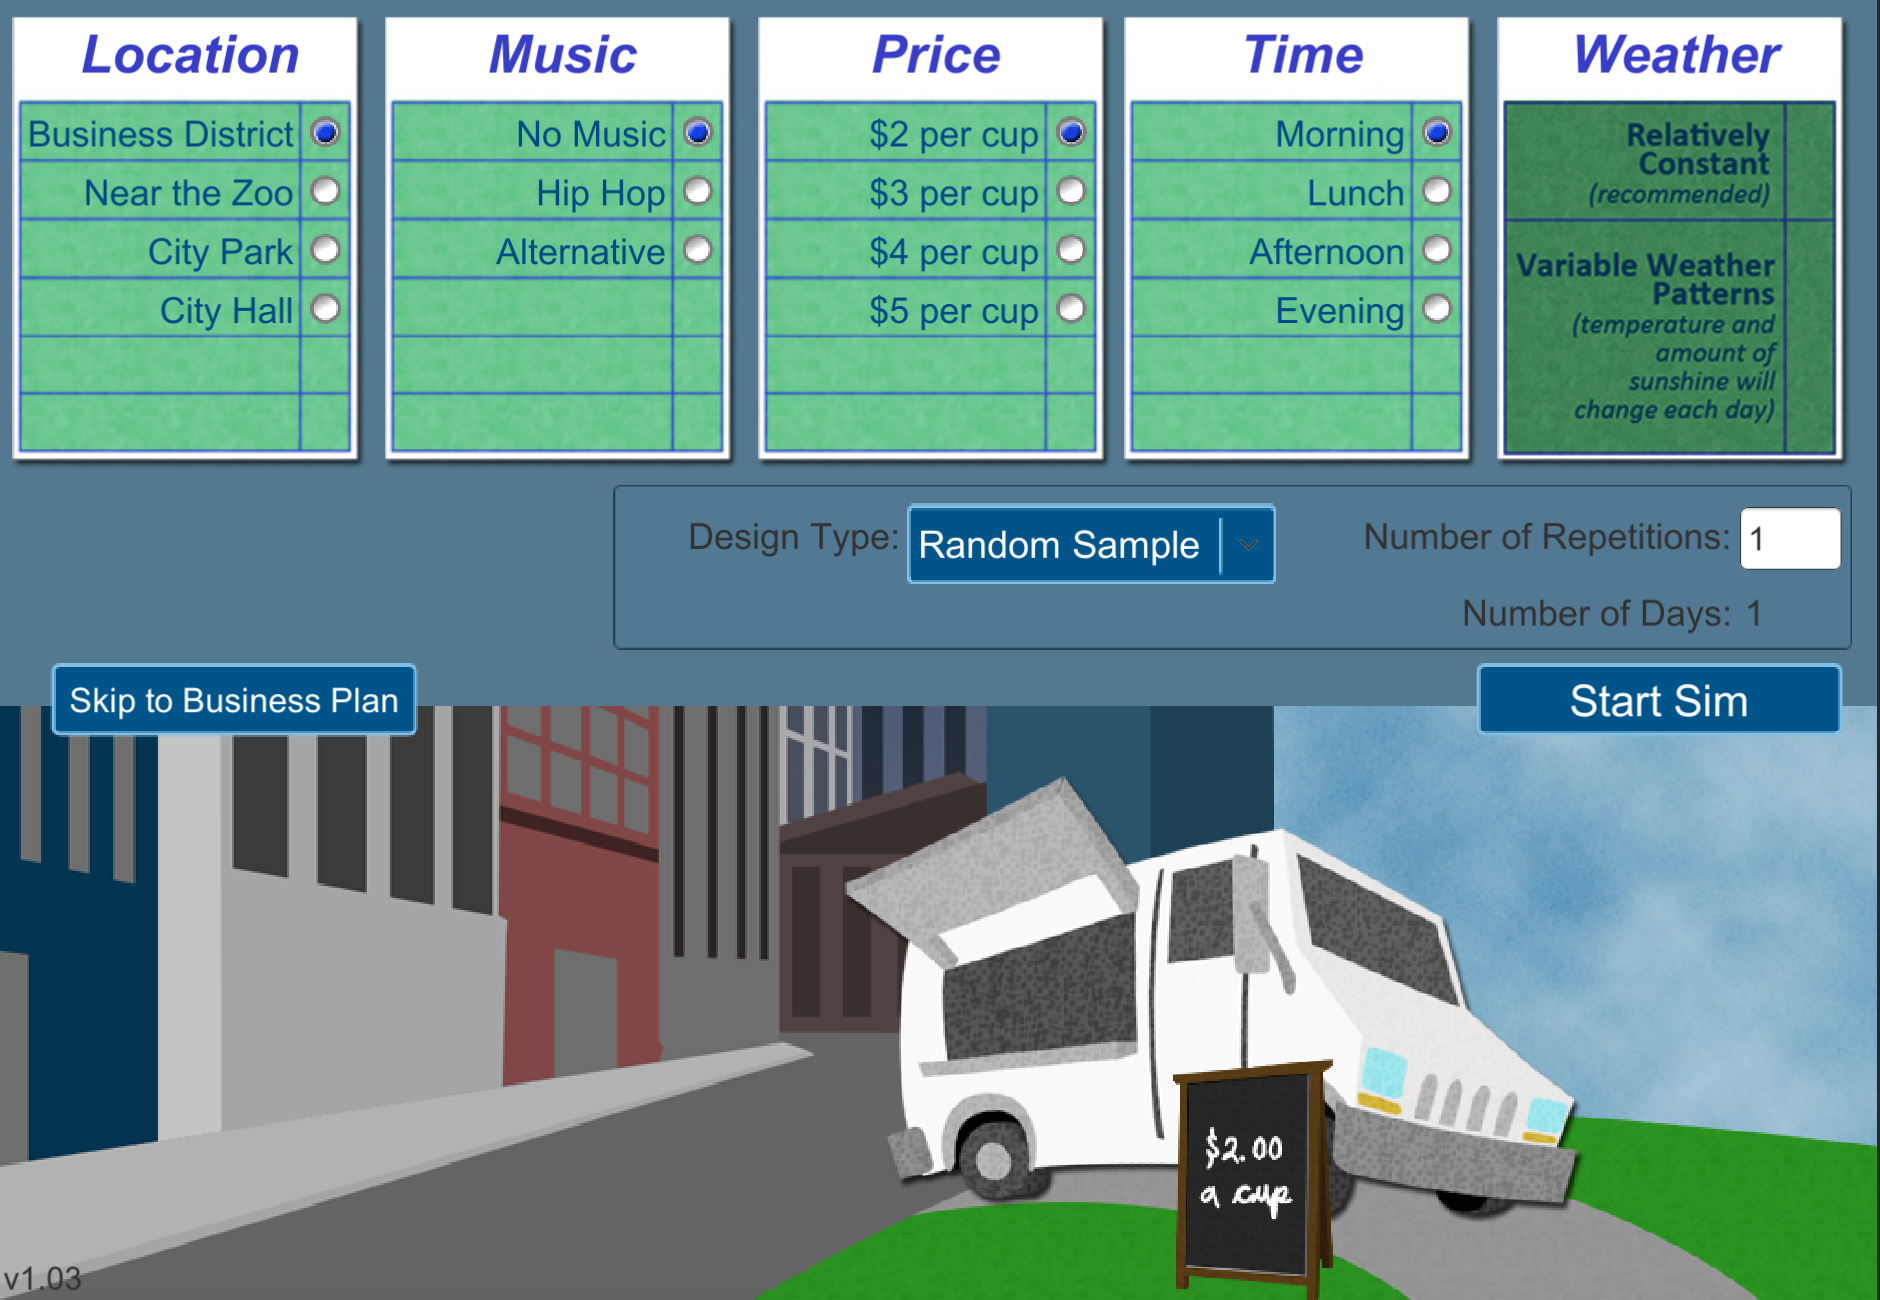 Location
Business District
Near the Zoo
City Park
City Hall
Music
No Music
Hip Hop
Alternative
Price
$2 per cup
$3 per cup
$4 per cup
$5 per cup
Time
Morning
Lunch
Afternoon
Evening
Weather
Relatively
Constant
(recommended)
Variable Weather
Patterns
(temperature and
amount of
sunshine will
change each day)
Design Type: Random Sample
Number of Repetitions: 1
Number of Days: 1
Skip to Business Plan
Start Sim
$2.00
a cup
v1.03